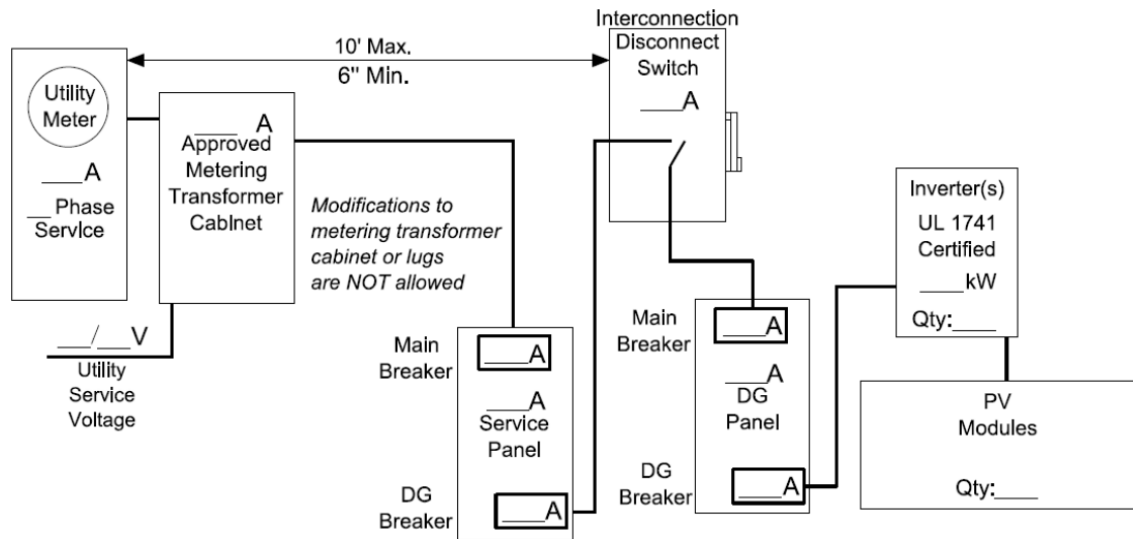 Interconnection
Disconnect
Switch
____A
10' Max.
6" Min.
Utility
Meter
____A
__ Phase
Service
____ A
Approved
Metering
Transformer
Cabinet
Modifications to
metering transformer
cabinet or lugs
are NOT allowed
___/___V
Utility
Service
Voltage
Main
Breaker
____A
____A
Service
Panel
DG
Breaker
____A
Main
Breaker
____A
____A
DG
Panel
DG
Breaker
____A
Inverter(s)
UL 1741
Certified
____kW
Qty:____
PV
Modules
Qty:____